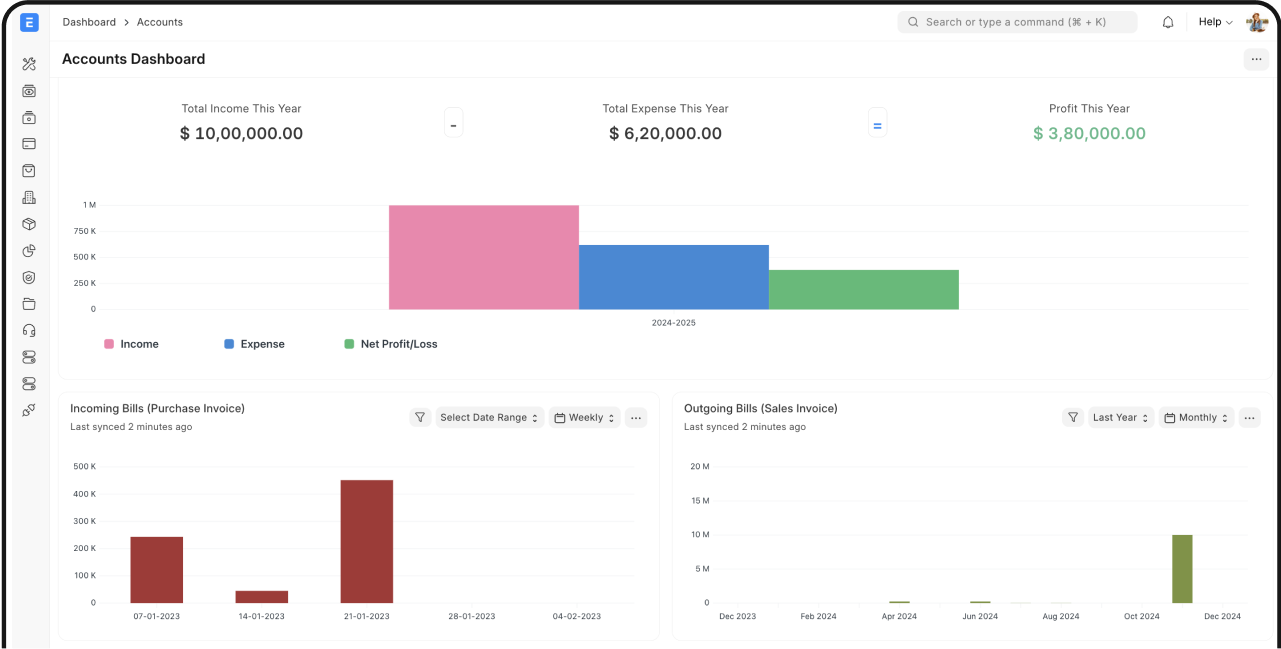 E
Dashboard > Accounts
Search or type a command (⌘ + K)
Help
Accounts Dashboard
...
Total Income This Year
$ 10,00,000.00
-
Total Expense This Year
$ 6,20,000.00
=
Profit This Year
$ 3,80,000.00
1 M
750 K
500 K
250 K
0
2024-2025
Income
Expense
Net Profit/Loss
Incoming Bills (Purchase Invoice)
Last synced 2 minutes ago
Select Date Range
Weekly
...
500 K
400 K
300 K
200 K
100 K
0
07-01-2023
14-01-2023
21-01-2023
28-01-2023
04-02-2023
Outgoing Bills (Sales Invoice)
Last synced 2 minutes ago
Last Year
Monthly
...
20 M
15 M
10 M
5 M
0
Dec 2023
Feb 2024
Apr 2024
Jun 2024
Aug 2024
Oct 2024
Dec 2024